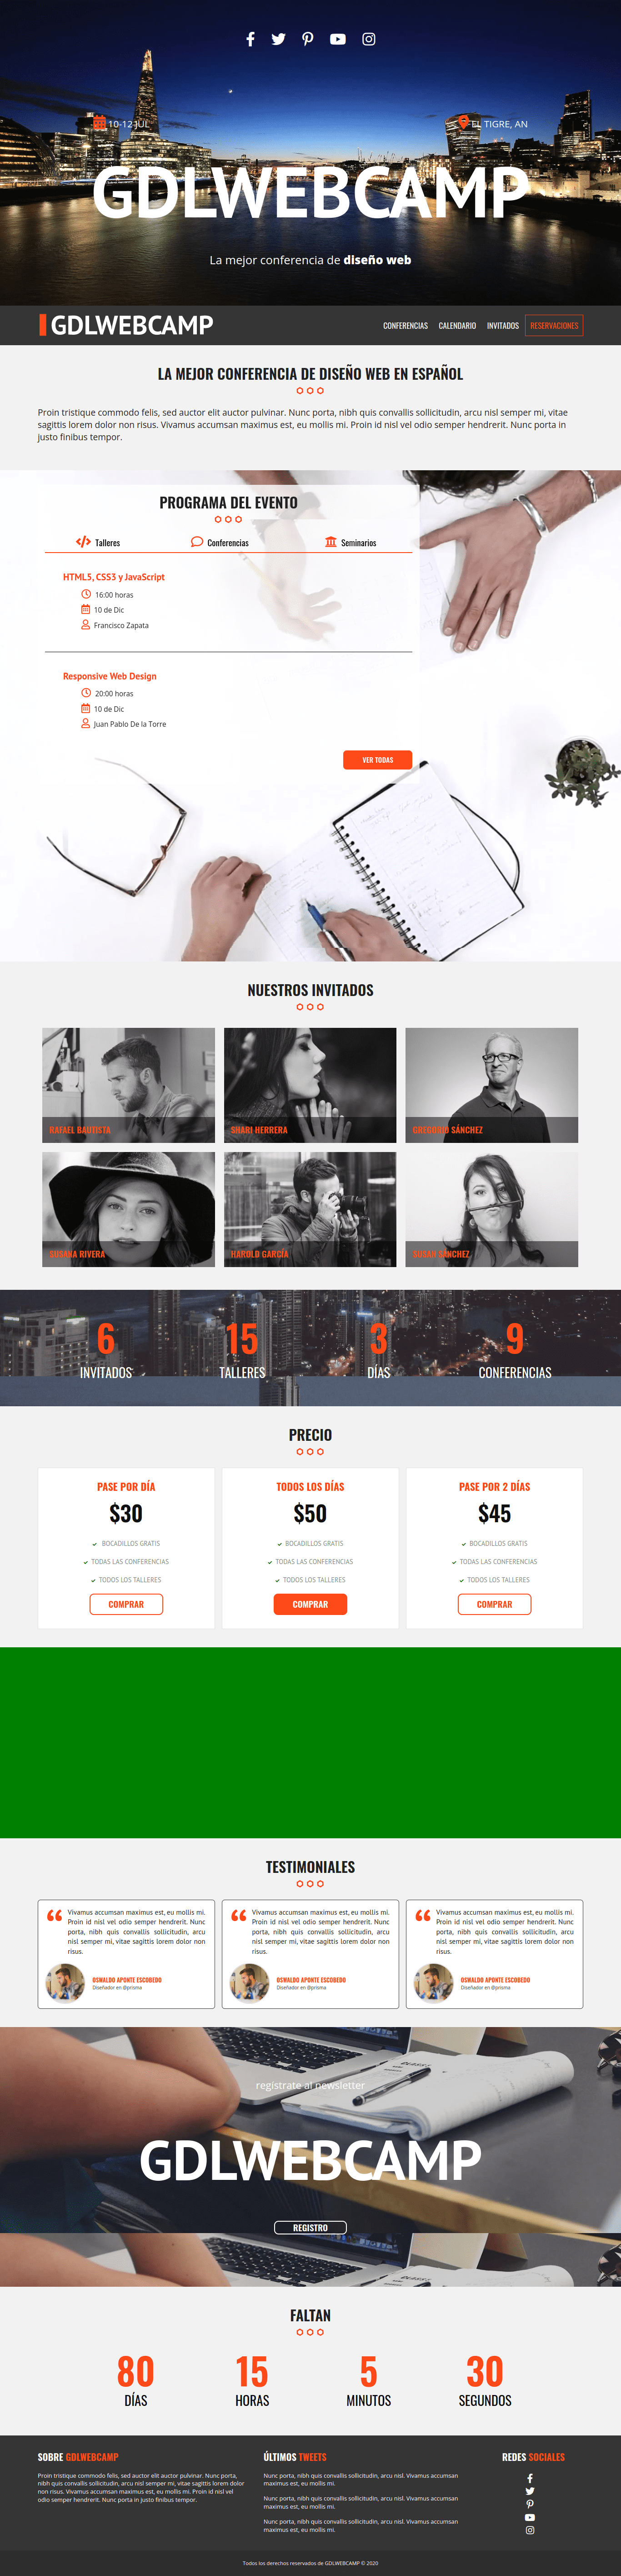 10-12 JUL
EL TIGRE, AN
GDLWEBCAMP
La mejor conferencia de diseño web
GDLWEBCAMP
CONFERENCIAS CALENDARIO INVITADOS RESERVACIONES
LA MEJOR CONFERENCIA DE DISEÑO WEB EN ESPAÑOL
Proin tristique commodo felis, sed auctor elit auctor pulvinar. Nunc porta, nibh quis convallis sollicitudin, arcu nisl semper mi, vitae
sagittis lorem dolor non risus. Vivamus accumsan maximus est, eu mollis mi. Proin id nisl vel odio semper hendrerit. Nunc porta in
justo finibus tempor.
PROGRAMA DEL EVENTO
Talleres Conferencias Seminarios
HTML5, CSS3 y JavaScript
16:00 horas
10 de Dic
Francisco Zapata
Responsive Web Design
20:00 horas
10 de Dic
Juan Pablo De la Torre
VER TODAS
NUESTROS INVITADOS
RAFAEL BAUTISTA
SHARI HERRERA
GREGORIO SÁNCHEZ
SUSANA RIVERA
HAROLD GARCÍA
SUSAN SÁNCHEZ
6 15 3 9
INVITADOS TALLERES DÍAS CONFERENCIAS
PRECIO
PASE POR DÍA
$30
BOCADILLOS GRATIS
TODAS LAS CONFERENCIAS
TODOS LOS TALLERES
COMPRAR
TODOS LOS DÍAS
$50
BOCADILLOS GRATIS
TODAS LAS CONFERENCIAS
TODOS LOS TALLERES
COMPRAR
PASE POR 2 DÍAS
$45
BOCADILLOS GRATIS
TODAS LAS CONFERENCIAS
TODOS LOS TALLERES
COMPRAR
TESTIMONIALES
Vivamus accumsan maximus est, eu mollis mi.
Proin id nisl vel odio semper hendrerit. Nunc
porta, nibh quis convallis sollicitudin, arcu
nisl semper mi, vitae sagittis lorem dolor non
risus.
OSWALDO APONTE ESCOBEDO
Diseñador en @prisma
Vivamus accumsan maximus est, eu mollis mi.
Proin id nisl vel odio semper hendrerit. Nunc
porta, nibh quis convallis sollicitudin, arcu
nisl semper mi, vitae sagittis lorem dolor non
risus.
OSWALDO APONTE ESCOBEDO
Diseñador en @prisma
Vivamus accumsan maximus est, eu mollis mi.
Proin id nisl vel odio semper hendrerit. Nunc
porta, nibh quis convallis sollicitudin, arcu
nisl semper mi, vitae sagittis lorem dolor non
risus.
OSWALDO APONTE ESCOBEDO
Diseñador en @prisma
regístrate al newsletter
GDLWEBCAMP
REGISTRO
FALTAN
80 15 5 30
DÍAS HORAS MINUTOS SEGUNDOS
SOBRE GDLWEBCAMP
Proin tristique commodo felis, sed auctor elit auctor pulvinar. Nunc porta,
nibh quis convallis sollicitudin, arcu nisl semper mi, vitae sagittis lorem dolor
non risus. Vivamus accumsan maximus est, eu mollis mi. Proin id nisl vel
odio semper hendrerit. Nunc porta in justo finibus tempor.
ÚLTIMOS TWEETS
Nunc porta, nibh quis convallis sollicitudin, arcu nisl. Vivamus accumsan
maximus est, eu mollis mi.
Nunc porta, nibh quis convallis sollicitudin, arcu nisl. Vivamus accumsan
maximus est, eu mollis mi.
Nunc porta, nibh quis convallis sollicitudin, arcu nisl. Vivamus accumsan
maximus est, eu mollis mi.
REDES SOCIALES
Todos los derechos reservados de GDLWEBCAMP © 2020